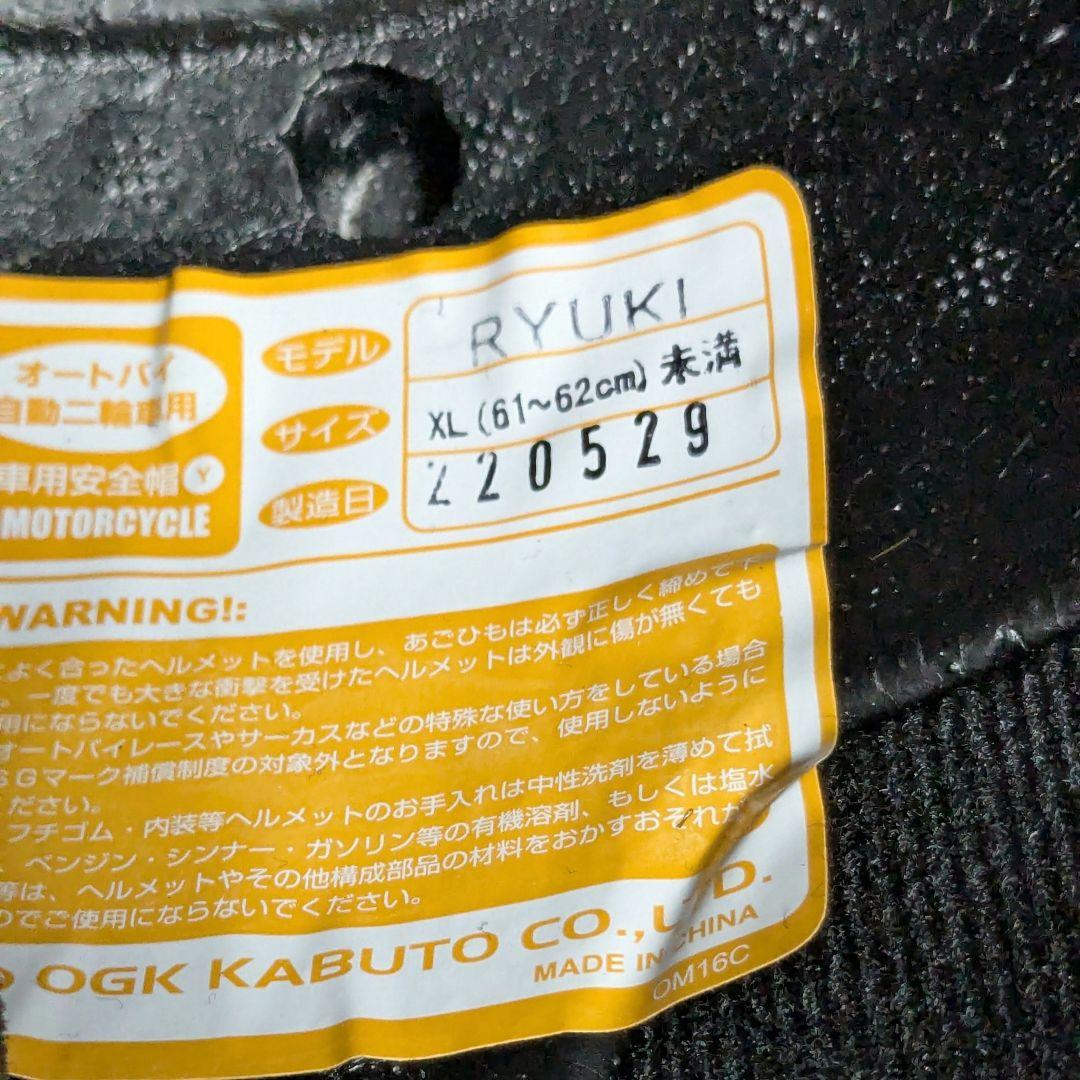 モデル RYUKI
オートバイ
自動二輪車用
サイズ XL (61~62cm) 未満
車用安全帽 Y
製造日 220529
MOTORCYCLE
WARNING!:
よく合ったヘルメットを使用し、あごひもは必ず正しく締めて下
。一度でも大きな衝撃を受けたヘルメットは外観に傷が無くても
用にならないでください。
オートバイレースやサーカスなどの特殊な使い方をしている場合
SGマーク補償制度の対象外となりますので、使用しないように
ください。
フチゴム・内装等ヘルメットのお手入れは中性洗剤を薄めて拭
ベンジン・シンナー・ガソリン等の有機溶剤、もしくは塩水
等は、ヘルメットやその他構成部品の材料をおかすおそれが
のでご使用にならないでください。
OGK KABUTO CO.,LTD.
MADE IN CHINA
OM16C